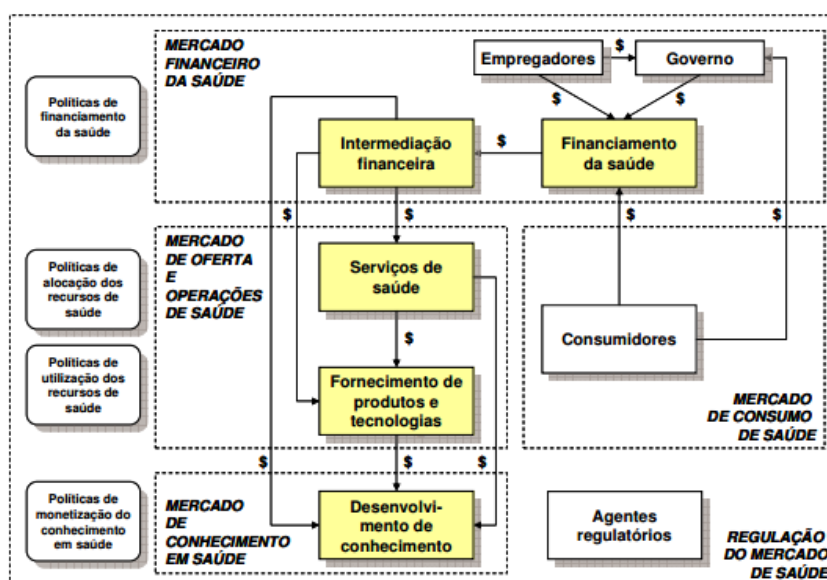 MERCADO
FINANCEIRO
DA SAÚDE
Empregadores
$
Governo
Políticas de
financiamento
da saúde
$
$
Intermediação
financeira
$
Financiamento
da saúde
$
$
$
$
MERCADO
DE OFERTA
E
OPERAÇÕES
DE SAÚDE
Políticas de
alocação dos
recursos de
saúde
Serviços de
saúde
Consumidores
$
Políticas de
utilização dos
recursos de
saúde
Fornecimento de
produtos e
tecnologias
MERCADO
DE CONSUMO
DE SAÚDE
$
$
$
Políticas de
monetização do
conhecimento
em saúde
MERCADO
DE
CONHECIMENTO
EM SAÚDE
Desenvolvi-
mento de
conhecimento
Agentes
regulatórios
REGULAÇÃO
DO MERCADO
DE SAÚDE